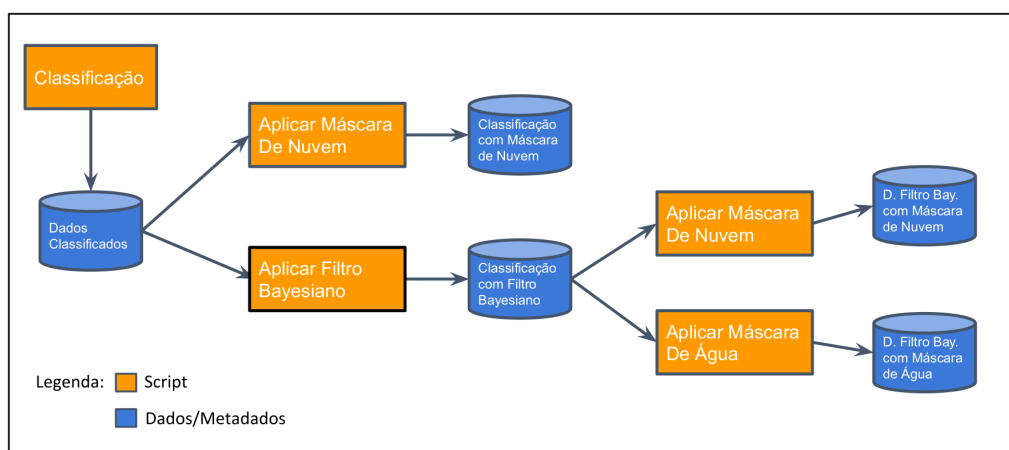 Classificação
Dados
Classificados
Aplicar Máscara
De Nuvem
Classificação
com Máscara
de Nuvem
Aplicar Filtro
Bayesiano
Classificação
com Filtro
Bayesiano
Aplicar Máscara
De Nuvem
D. Filtro Bay.
com Máscara
de Nuvem
Aplicar Máscara
De Água
D. Filtro Bay.
com Máscara
de Água
Legenda:
Script
Dados/Metadados